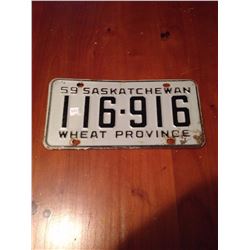 59 SASKATCHEWAN
116-916
WHEAT PROVINCE